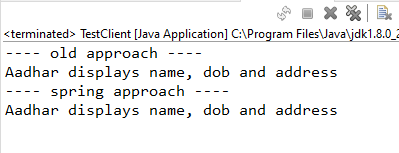 <terminated> TestClient [Java Application] C:\Program Files\Java\jdk1.8.0_2
---- old approach ----
Aadhar displays name, dob and address
---- spring approach ----
Aadhar displays name, dob and address